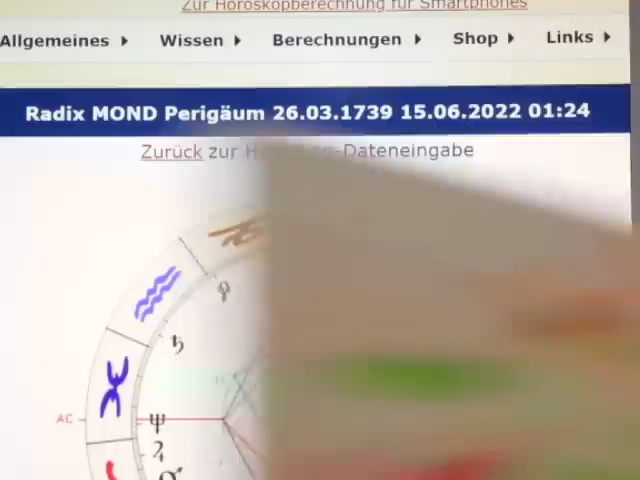 Zur Horoskopberechnung für Smartphones
Allgemeines Wissen Berechnungen Shop Links
Radix MOND Perigäum 26.03.1739 15.06.2022 01:24
Zurück zur -Dateneingabe
AC